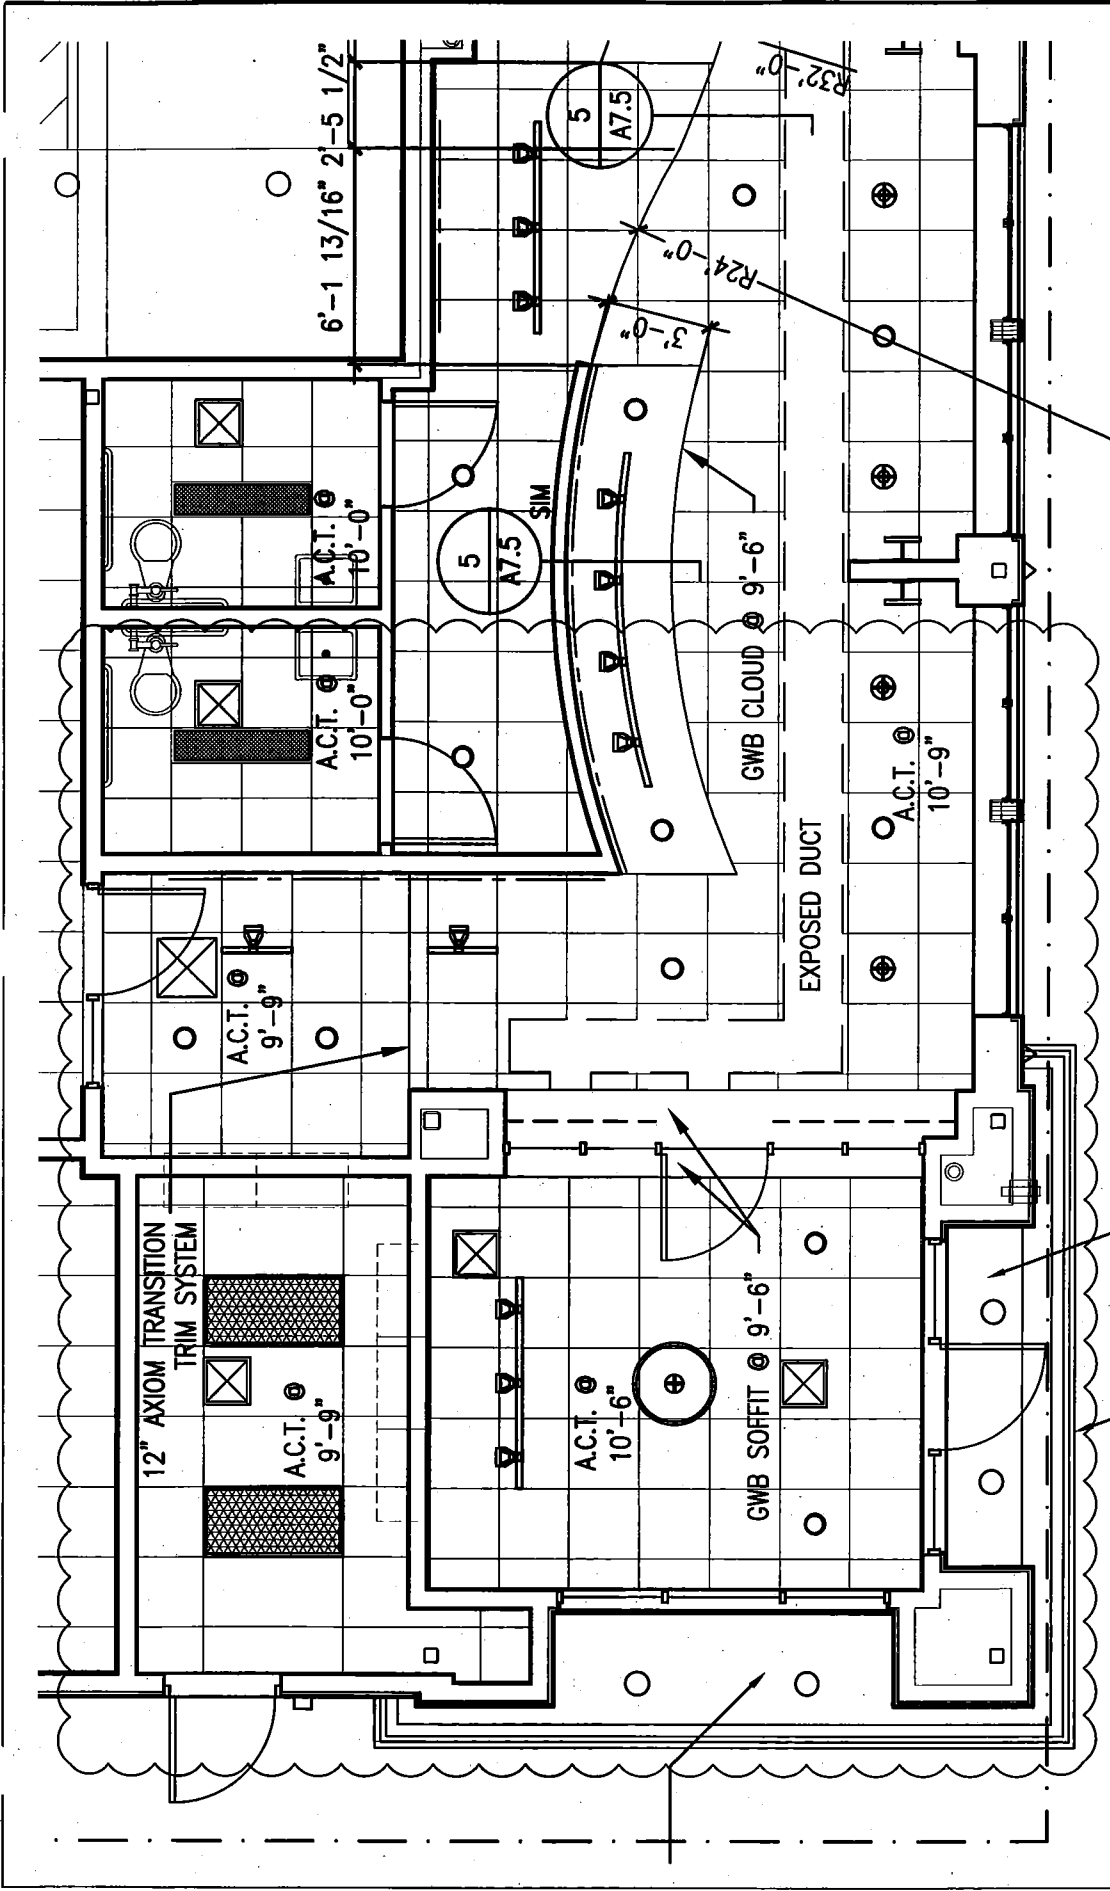 6'-1 13/16"
2'-5 1/2"
5
A7.5
R32'-0"
R24'-0"
3'-0"
A.C.T. @
10'-0"
5
A7.5
SIM
A.C.T. @
10'-0"
GWB CLOUD @ 9'-6"
A.C.T. @
10'-9"
EXPOSED DUCT
A.C.T. @
9'-9"
12" AXIOM TRANSITION
TRIM SYSTEM
A.C.T. @
9'-9"
A.C.T. @
10'-6"
GWB SOFFIT @ 9'-6"